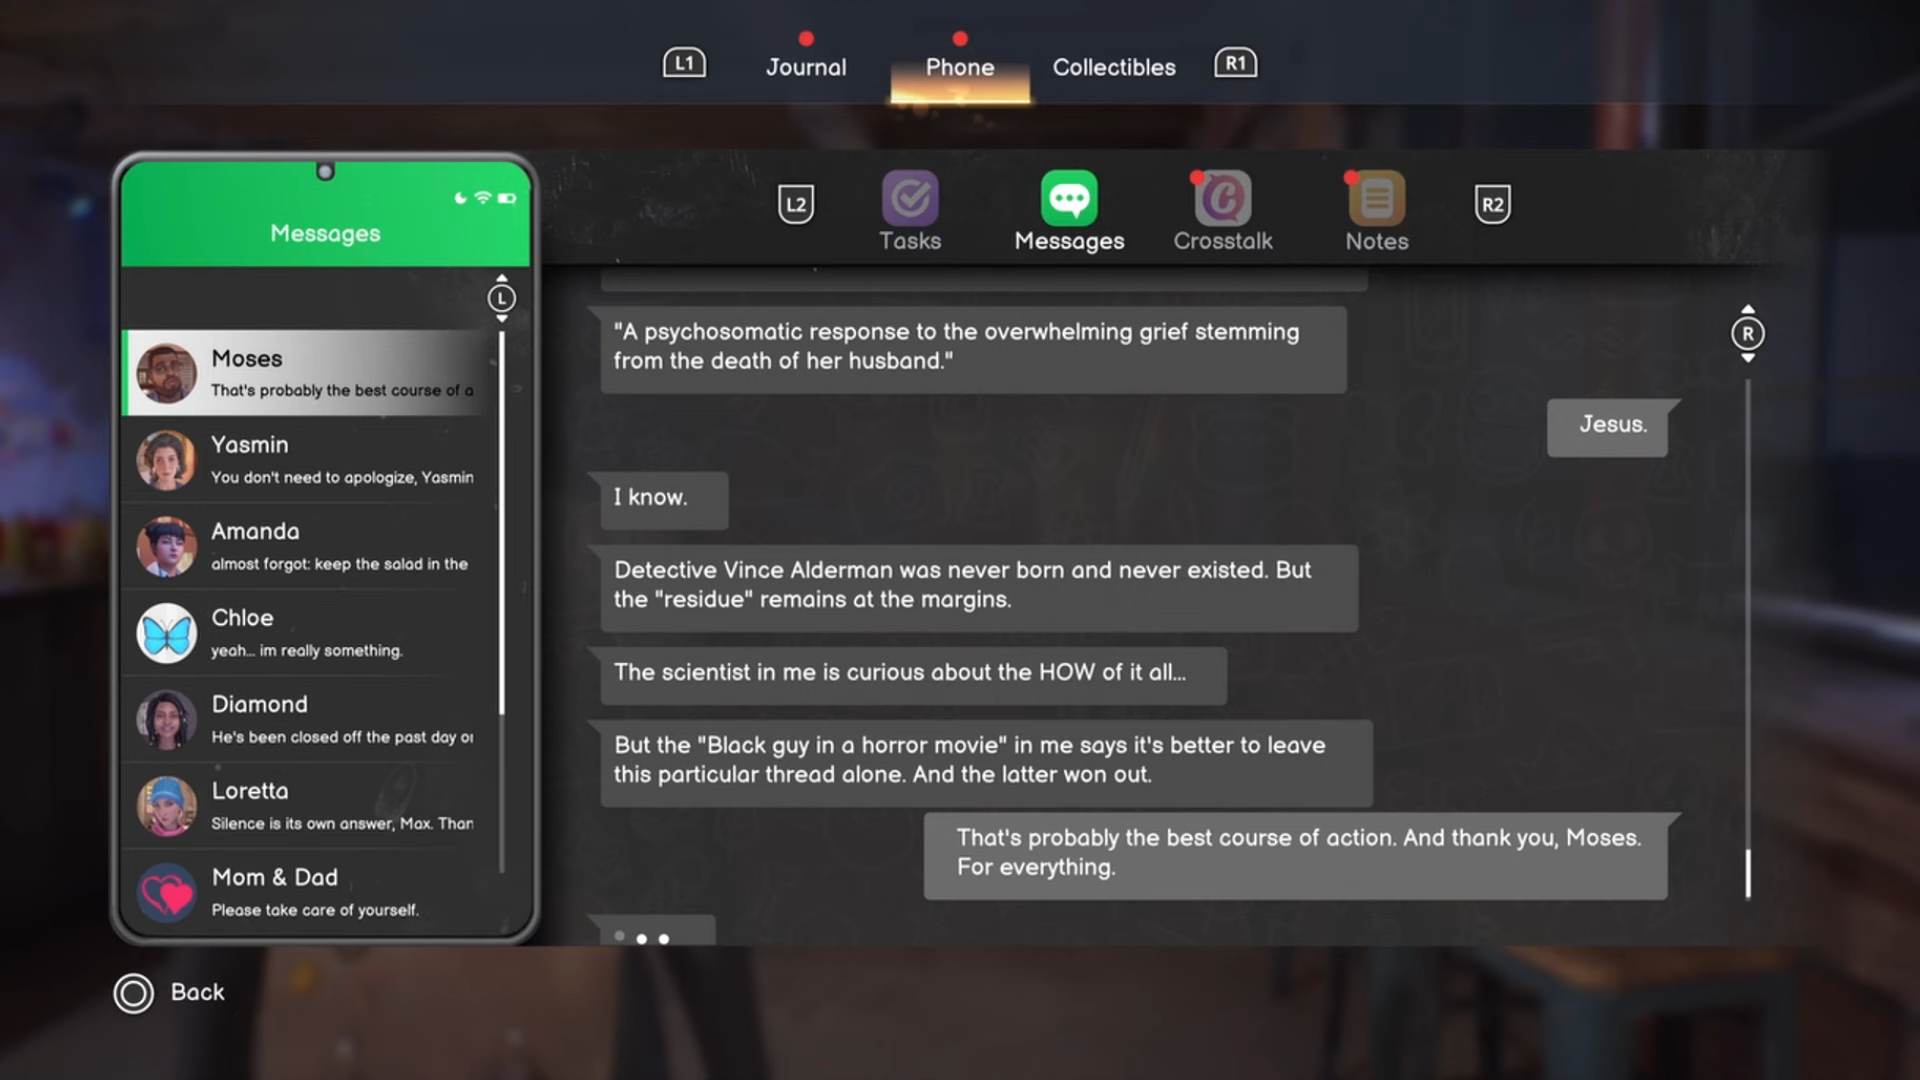 L1
Journal
Phone
Collectibles
R1
Messages
L
Moses
That's probably the best course of a
Yasmin
You don't need to apologize, Yasmin
Amanda
almost forgot: keep the salad in the
Chloe
yeah... im really something.
Diamond
He's been closed off the past day or
Loretta
Silence is its own answer, Max. Than
Mom & Dad
Please take care of yourself.
L2
Tasks
Messages
Crosstalk
Notes
R2
R
"A psychosomatic response to the overwhelming grief stemming
from the death of her husband."
Jesus.
I know.
Detective Vince Alderman was never born and never existed. But
the "residue" remains at the margins.
The scientist in me is curious about the HOW of it all...
But the "Black guy in a horror movie" in me says it's better to leave
this particular thread alone. And the latter won out.
That's probably the best course of action. And thank you, Moses.
For everything.
Back